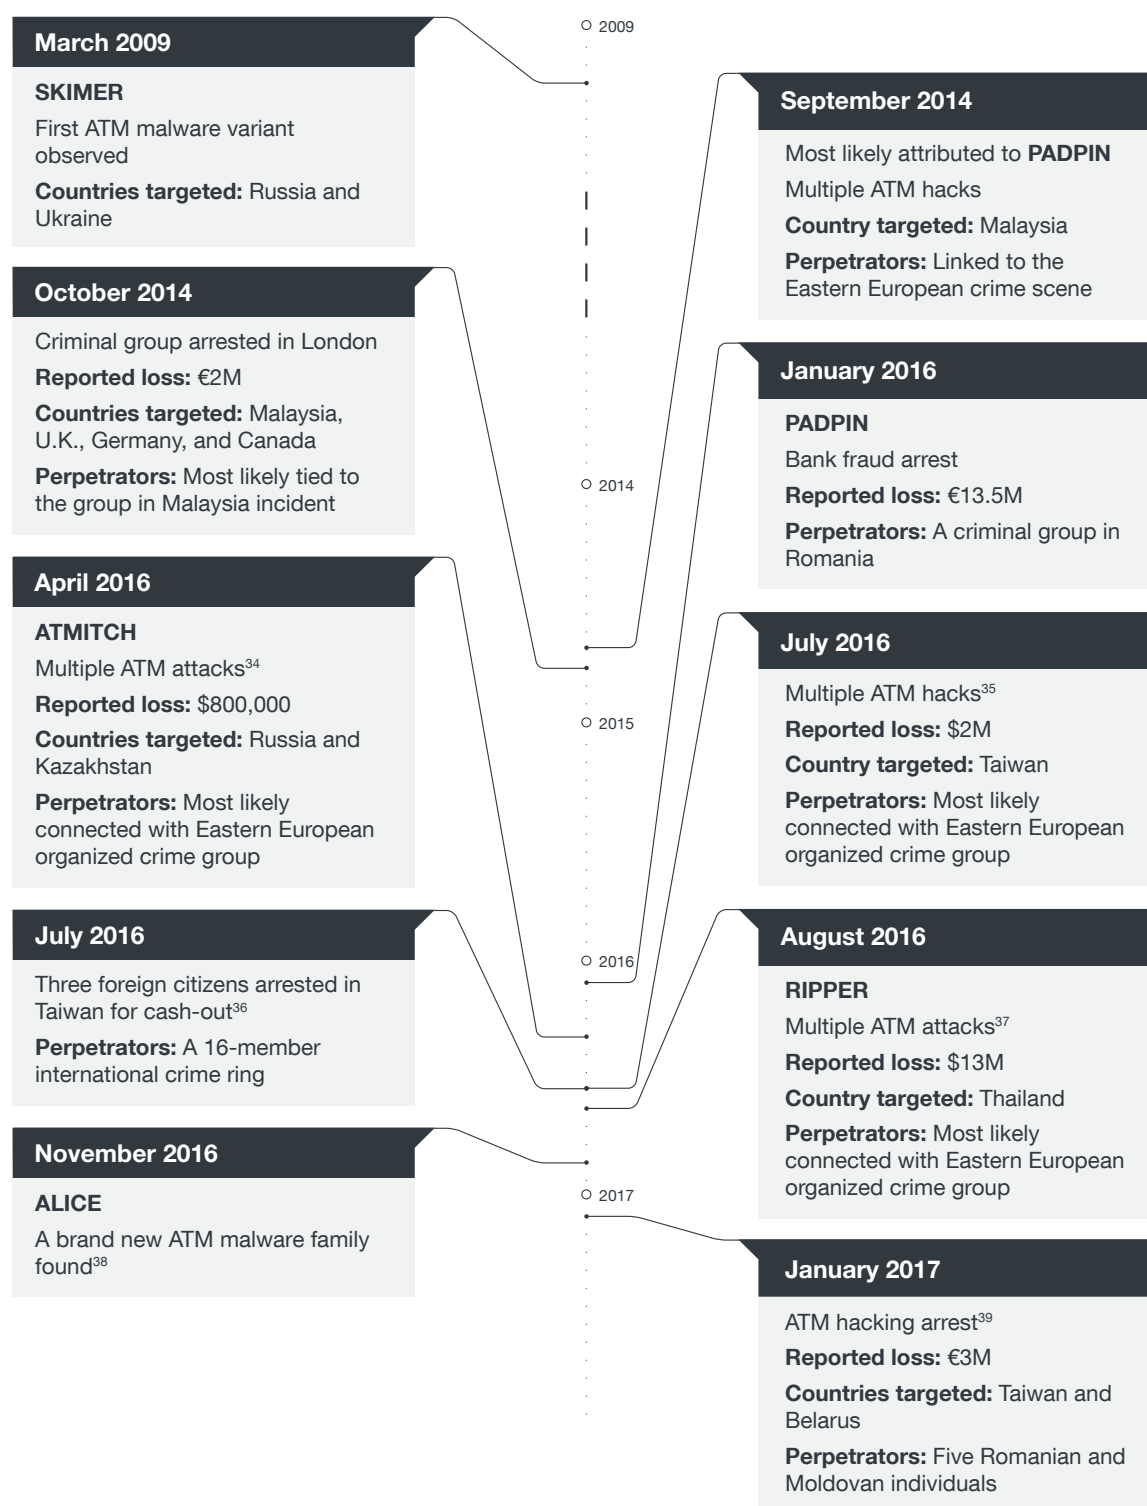 March 2009
SKIMER
First ATM malware variant
observed
Countries targeted: Russia and
Ukraine
October 2014
Criminal group arrested in London
Reported loss: €2M
Countries targeted: Malaysia,
U.K., Germany, and Canada
Perpetrators: Most likely tied to
the group in Malaysia incident
April 2016
ATMITCH
Multiple ATM attacks34
Reported loss: $800,000
Countries targeted: Russia and
Kazakhstan
Perpetrators: Most likely
connected with Eastern European
organized crime group
July 2016
Three foreign citizens arrested in
Taiwan for cash-out36
Perpetrators: A 16-member
international crime ring
November 2016
ALICE
A brand new ATM malware family
found38
2009
2014
2015
2016
2017
September 2014
Most likely attributed to PADPIN
Multiple ATM hacks
Country targeted: Malaysia
Perpetrators: Linked to the
Eastern European crime scene
January 2016
PADPIN
Bank fraud arrest
Reported loss: €13.5M
Perpetrators: A criminal group in
Romania
July 2016
Multiple ATM hacks35
Reported loss: $2M
Country targeted: Taiwan
Perpetrators: Most likely
connected with Eastern European
organized crime group
August 2016
RIPPER
Multiple ATM attacks37
Reported loss: $13M
Country targeted: Thailand
Perpetrators: Most likely
connected with Eastern European
organized crime group
January 2017
ATM hacking arrest39
Reported loss: €3M
Countries targeted: Taiwan and
Belarus
Perpetrators: Five Romanian and
Moldovan individuals